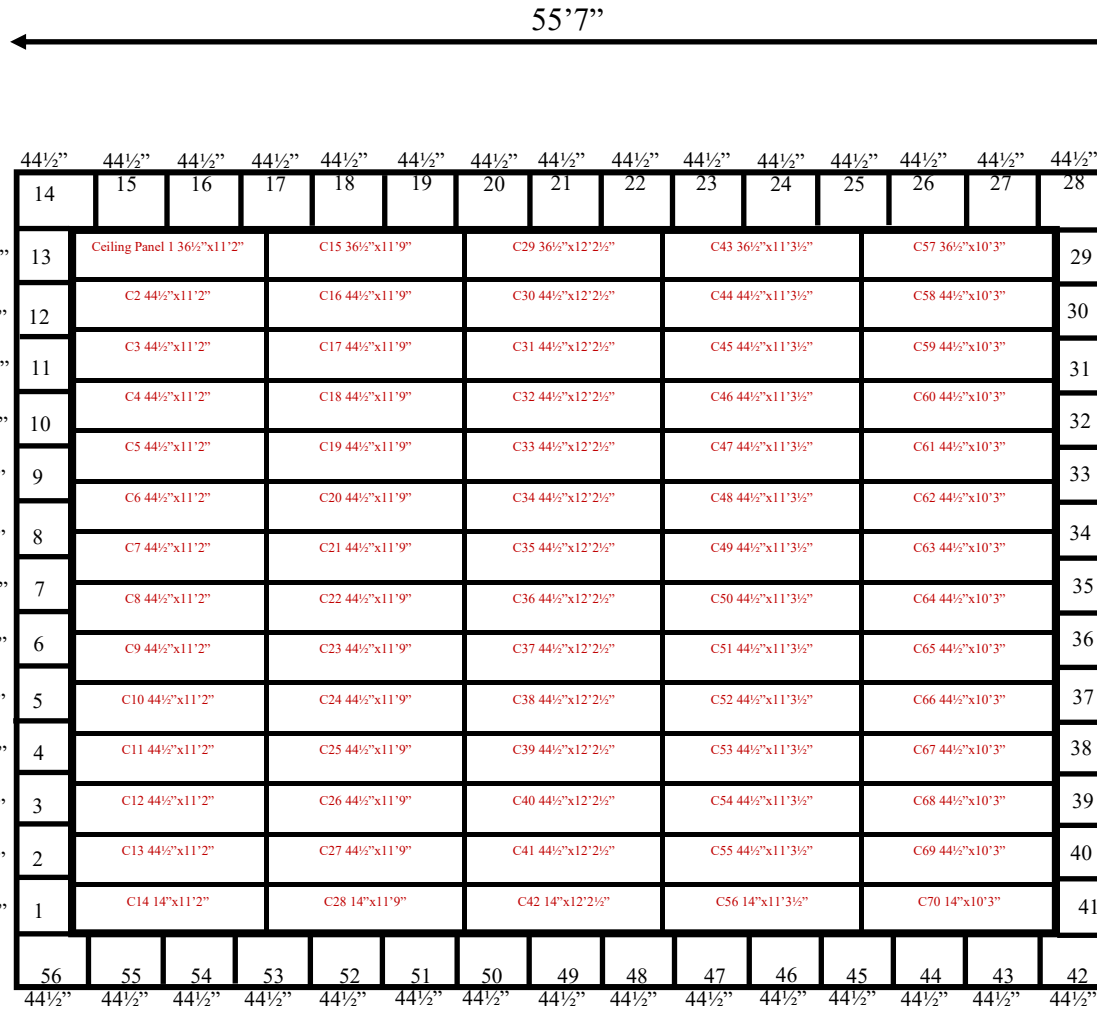 55’7”
44½” 44½” 44½” 44½” 44½” 44½” 44½” 44½” 44½” 44½” 44½” 44½” 44½” 44½” 44½”
14 15 16 17 18 19 20 21 22 23 24 25 26 27 28
” 13 Ceiling Panel 1 36½”x11’2” C15 36½”x11’9” C29 36½”x12’2½” C43 36½”x11’3½” C57 36½”x10’3” 29
” 12 C2 44½”x11’2” C16 44½”x11’9” C30 44½”x12’2½” C44 44½”x11’3½” C58 44½”x10’3” 30
” 11 C3 44½”x11’2” C17 44½”x11’9” C31 44½”x12’2½” C45 44½”x11’3½” C59 44½”x10’3” 31
” 10 C4 44½”x11’2” C18 44½”x11’9” C32 44½”x12’2½” C46 44½”x11’3½” C60 44½”x10’3” 32
” 9 C5 44½”x11’2” C19 44½”x11’9” C33 44½”x12’2½” C47 44½”x11’3½” C61 44½”x10’3” 33
” 8 C6 44½”x11’2” C20 44½”x11’9” C34 44½”x12’2½” C48 44½”x11’3½” C62 44½”x10’3” 34
” 7 C7 44½”x11’2” C21 44½”x11’9” C35 44½”x12’2½” C49 44½”x11’3½” C63 44½”x10’3” 35
C8 44½”x11’2” C22 44½”x11’9” C36 44½”x12’2½” C50 44½”x11’3½” C64 44½”x10’3”
” 6 C9 44½”x11’2” C23 44½”x11’9” C37 44½”x12’2½” C51 44½”x11’3½” C65 44½”x10’3” 36
” 5 C10 44½”x11’2” C24 44½”x11’9” C38 44½”x12’2½” C52 44½”x11’3½” C66 44½”x10’3” 37
” 4 C11 44½”x11’2” C25 44½”x11’9” C39 44½”x12’2½” C53 44½”x11’3½” C67 44½”x10’3” 38
” 3 C12 44½”x11’2” C26 44½”x11’9” C40 44½”x12’2½” C54 44½”x11’3½” C68 44½”x10’3” 39
” 2 C13 44½”x11’2” C27 44½”x11’9” C41 44½”x12’2½” C55 44½”x11’3½” C69 44½”x10’3” 40
” 1 C14 14”x11’2” C28 14”x11’9” C42 14”x12’2½” C56 14”x11’3½” C70 14”x10’3” 41
56 55 54 53 52 51 50 49 48 47 46 45 44 43 42
44½” 44½” 44½” 44½” 44½” 44½” 44½” 44½” 44½” 44½” 44½” 44½” 44½” 44½” 44½”